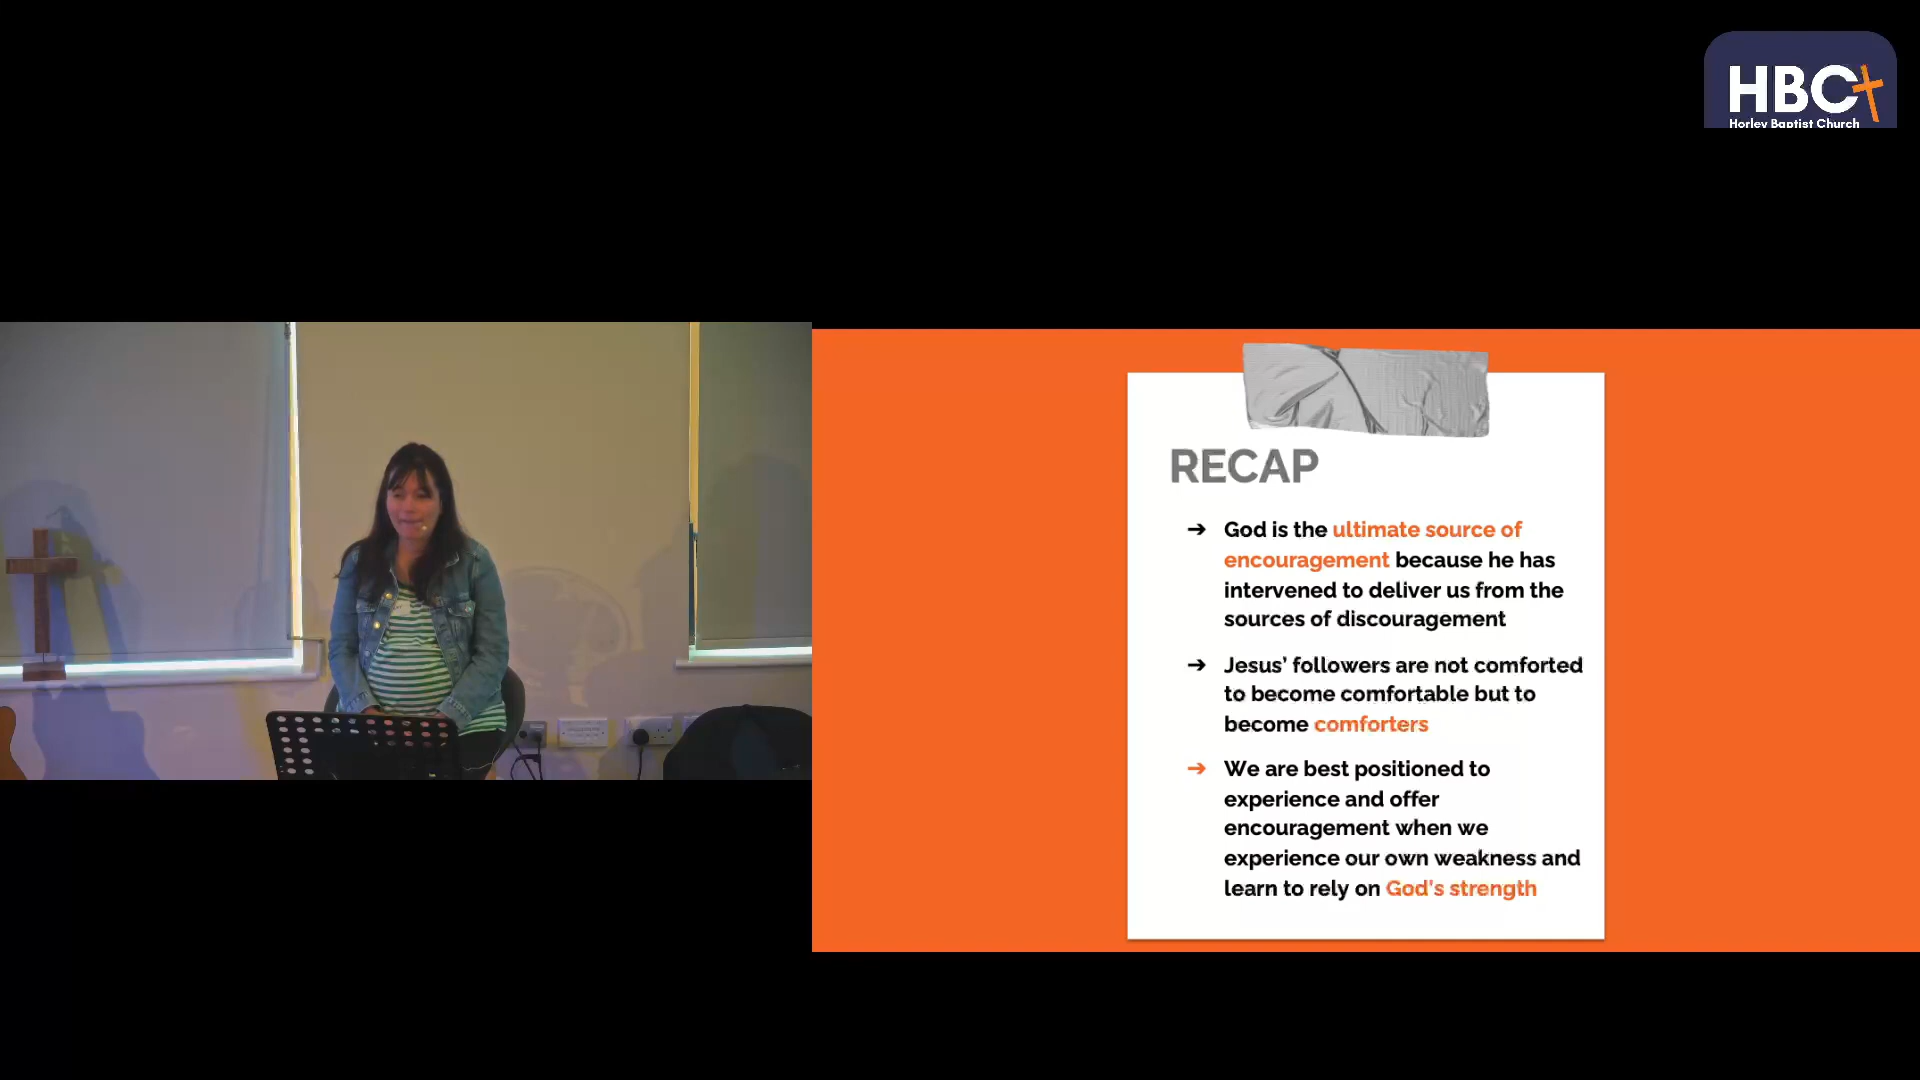 HBC
Horley Baptist Church
RECAP
➔ God is the ultimate source of
encouragement because he has
intervened to deliver us from the
sources of discouragement
➔ Jesus' followers are not comforted
to become comfortable but to
become comforters
➔ We are best positioned to
experience and offer
encouragement when we
experience our own weakness and
learn to rely on God's strength